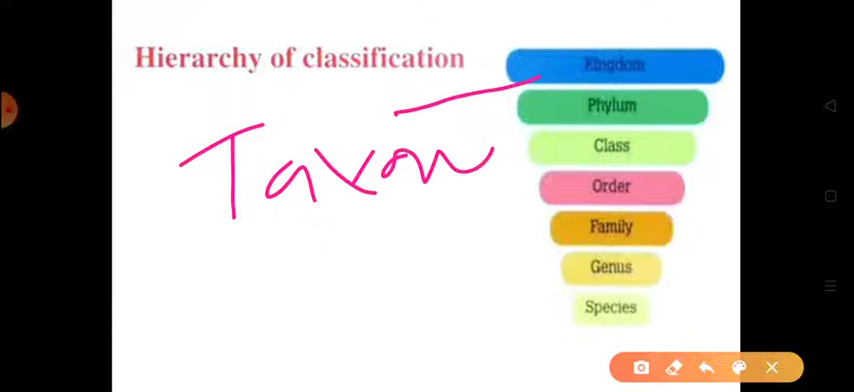 Hierarchy of classification
Kingdom
Phylum
Class
Order
Family
Genus
Species
Taxon